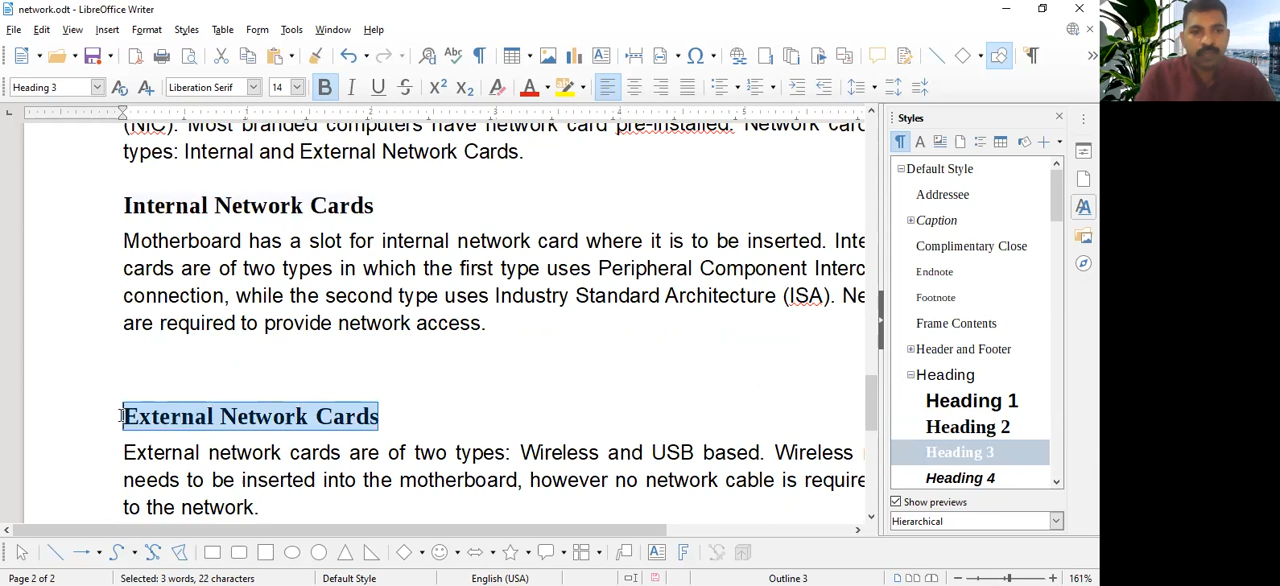 network.odt - LibreOffice Writer
File Edit View Insert Format Styles Table Form Tools Window Help
Heading 3 Liberation Serif 14
(NIC). Most branded computers have network card pre-installed. Network card
types: Internal and External Network Cards.
Internal Network Cards
Motherboard has a slot for internal network card where it is to be inserted. Inte
cards are of two types in which the first type uses Peripheral Component Interc
connection, while the second type uses Industry Standard Architecture (ISA). Ne
are required to provide network access.
External Network Cards
External network cards are of two types: Wireless and USB based. Wireless
needs to be inserted into the motherboard, however no network cable is require
to the network.
Styles
Default Style
Addressee
Caption
Complimentary Close
Endnote
Footnote
Frame Contents
Header and Footer
Heading
Heading 1
Heading 2
Heading 3
Heading 4
Show previews
Hierarchical
Page 2 of 2 Selected: 3 words, 22 characters Default Style English (USA) Outline 3 161%